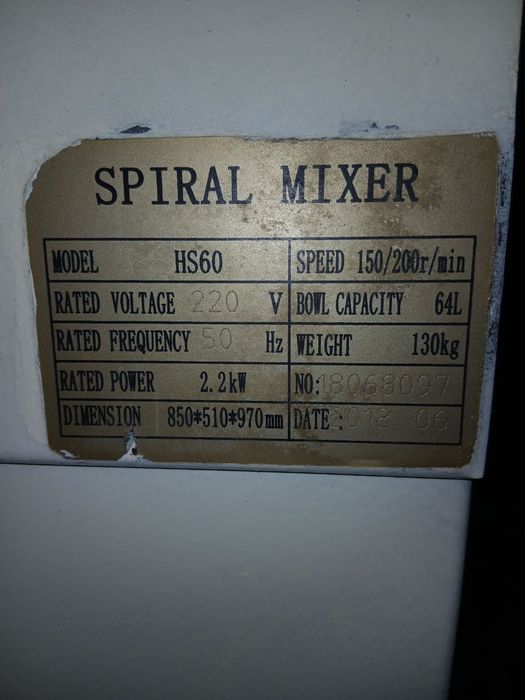 SPIRAL MIXER
MODEL HS60 SPEED 150/200r/min
RATED VOLTAGE 220 V BOWL CAPACITY 64L
RATED FREQUENCY 50 Hz WEIGHT 130kg
RATED POWER 2.2kW NO: 18068097
DIMENSION 850*510*970mm DATE: 2018 06